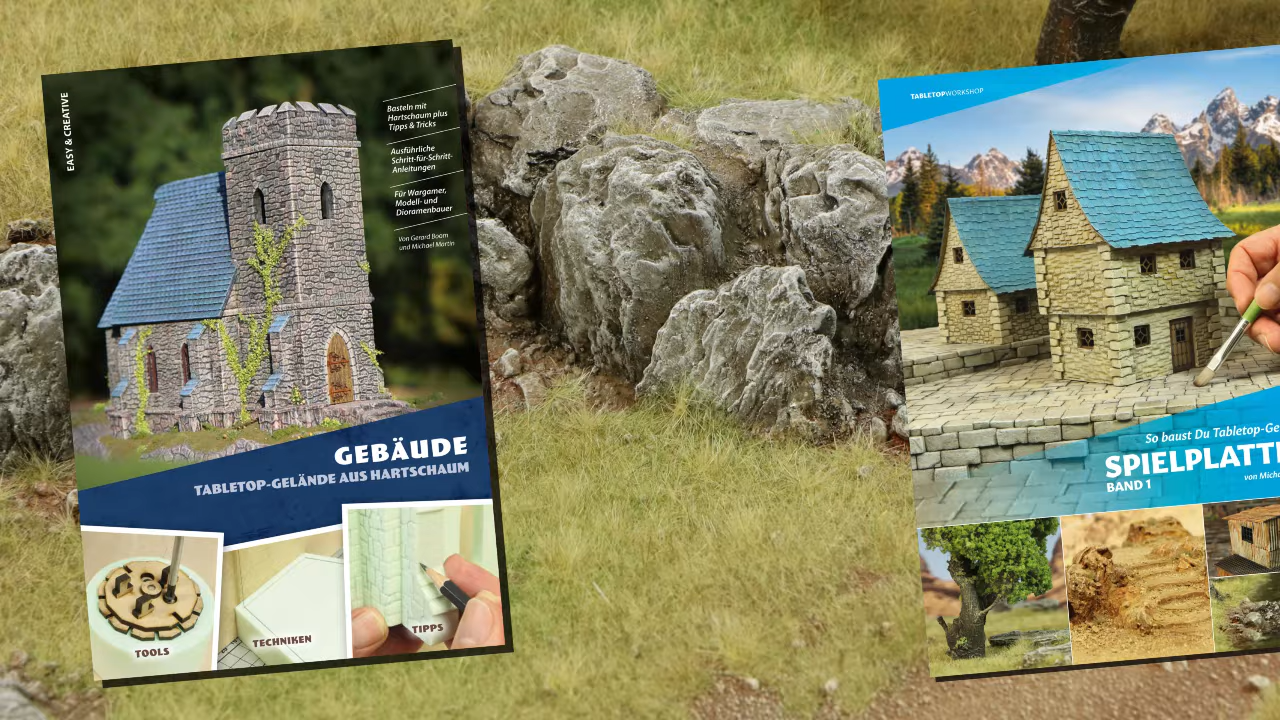 EASY & CREATIVE
Basteln mit
Hartschaum plus
Tipps & Tricks
Ausführliche
Schritt-für-Schritt-
Anleitungen
Für Wargamer,
Modell- und
Dioramenbauer
Von Gerard Boom
und Michael Martin
GEBÄUDE
TABLETOP-GELÄNDE AUS HARTSCHAUM
TOOLS
TECHNIKEN
TIPPS
TABLETOPWORKSHOP
So baust Du Tabletop-Ge
SPIELPLATT
BAND 1
von Micha